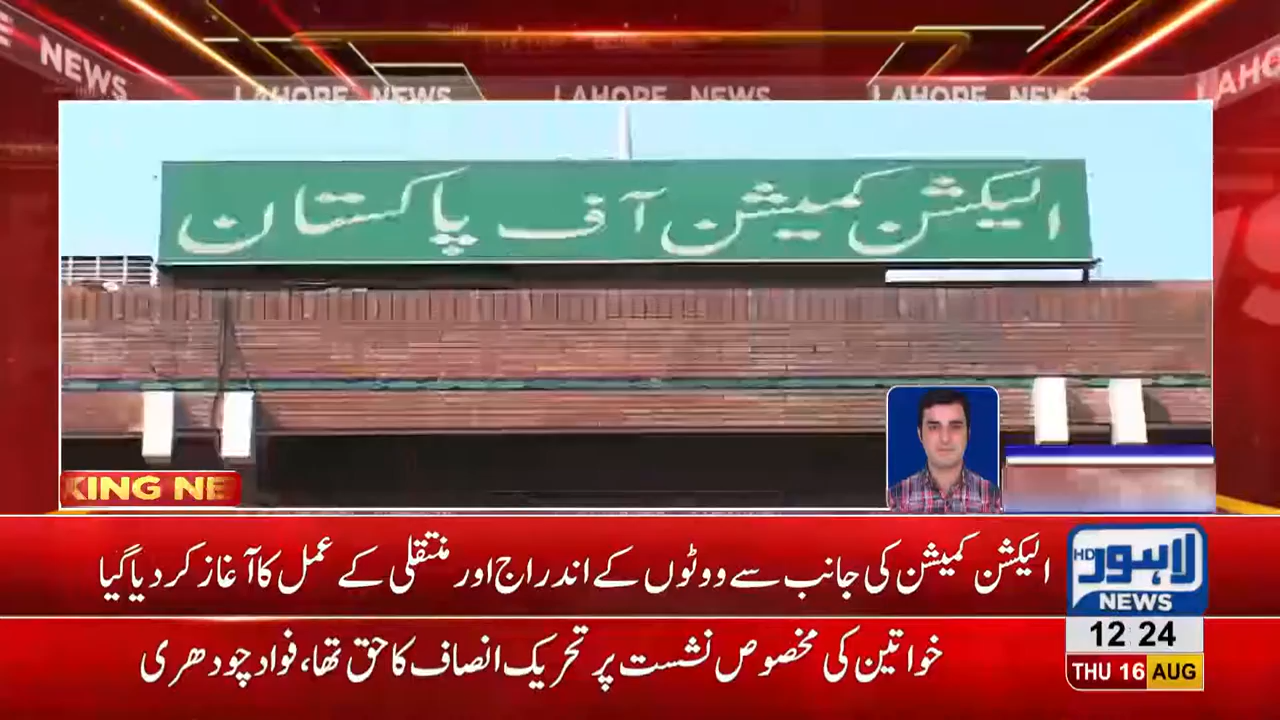 NEWS
LAHORE NEWS LAHORE NEWS LAHORE NEWS
LAHO
الیکشن کمیشن آف پاکستان
KING NE
الیکشن کمیشن کی جانب سے ووٹوں کے اندراج اور منتقلی کے عمل کا آغاز کر دیا گیا
خواتین کی مخصوص نشست پر تحریک انصاف کا حق تھا، فواد چودھری
HD
لاہور
NEWS
12 24
THU 16 AUG